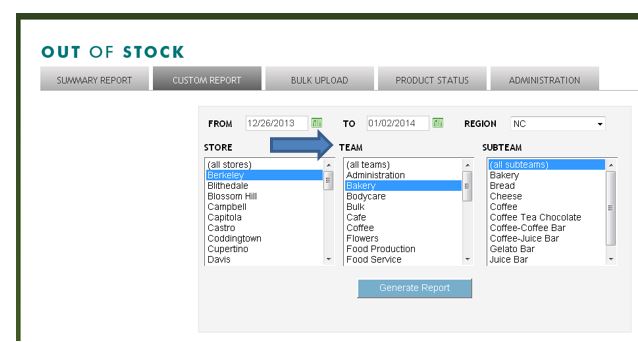 OUT OF STOCK
SUMMARY REPORT CUSTOM REPORT BULK UPLOAD PRODUCT STATUS ADMINISTRATION
FROM 12/26/2013 TO 01/02/2014 REGION NC
STORE TEAM SUBTEAM
(all stores) (all teams) (all subteams)
Berkeley Administration Bakery
Blithedale Bakery Bread
Blossom Hill Bodycare Cheese
Campbell Bulk Coffee
Capitola Cafe Coffee Tea Chocolate
Castro Coffee Coffee-Coffee Bar
Coddingtown Flowers Coffee-Juice Bar
Cupertino Food Production Gelato Bar
Davis Food Service Juice Bar
Generate Report